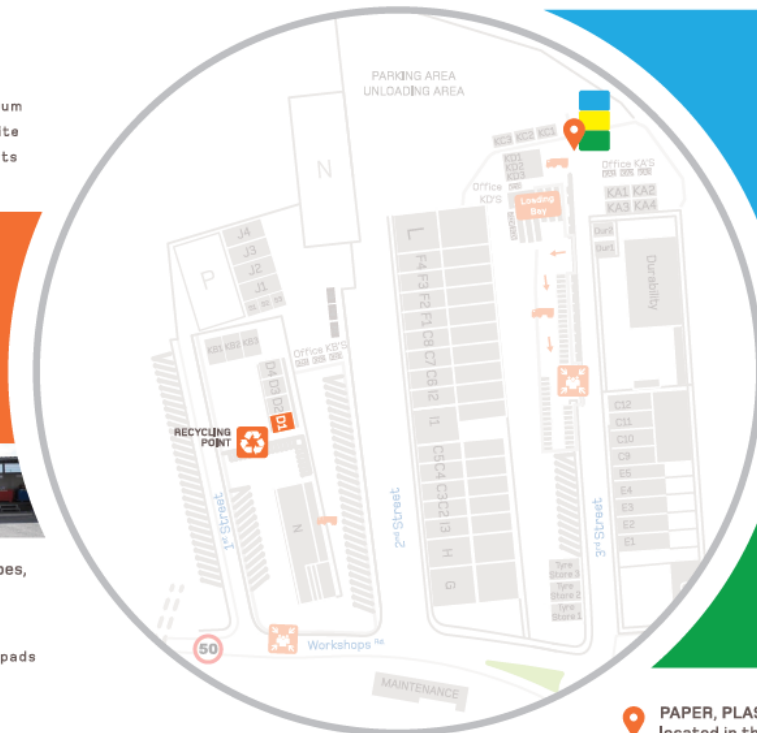 um
ite
ts
PARKING AREA
UNLOADING AREA
KC3 KC2 KC1
KD1
KD2
KD3
Office KA'S
Office
KD'S
Loading
Bay
KA1 KA2
KA3 KA4
N
L
J4
J3
J2
J1
P
Dur2
Dur1
Durability
F4 F3 F2 F1 C8 C7 C6 I2
I1
C5 C4 C3 C2 I3
H
G
KB1 KB2 KB3
Office KB'S
D4 D3 D2 D1
RECYCLING
POINT
C12
C11
C10
C9
E5
E4
E3
E2
E1
1st Street
2nd Street
3rd Street
N
Tyre
Store 3
Tyre
Store 2
Tyre
Store 1
pes,
pads
50
Workshops Rd.
MAINTENANCE
PAPER, PLAS
located in th